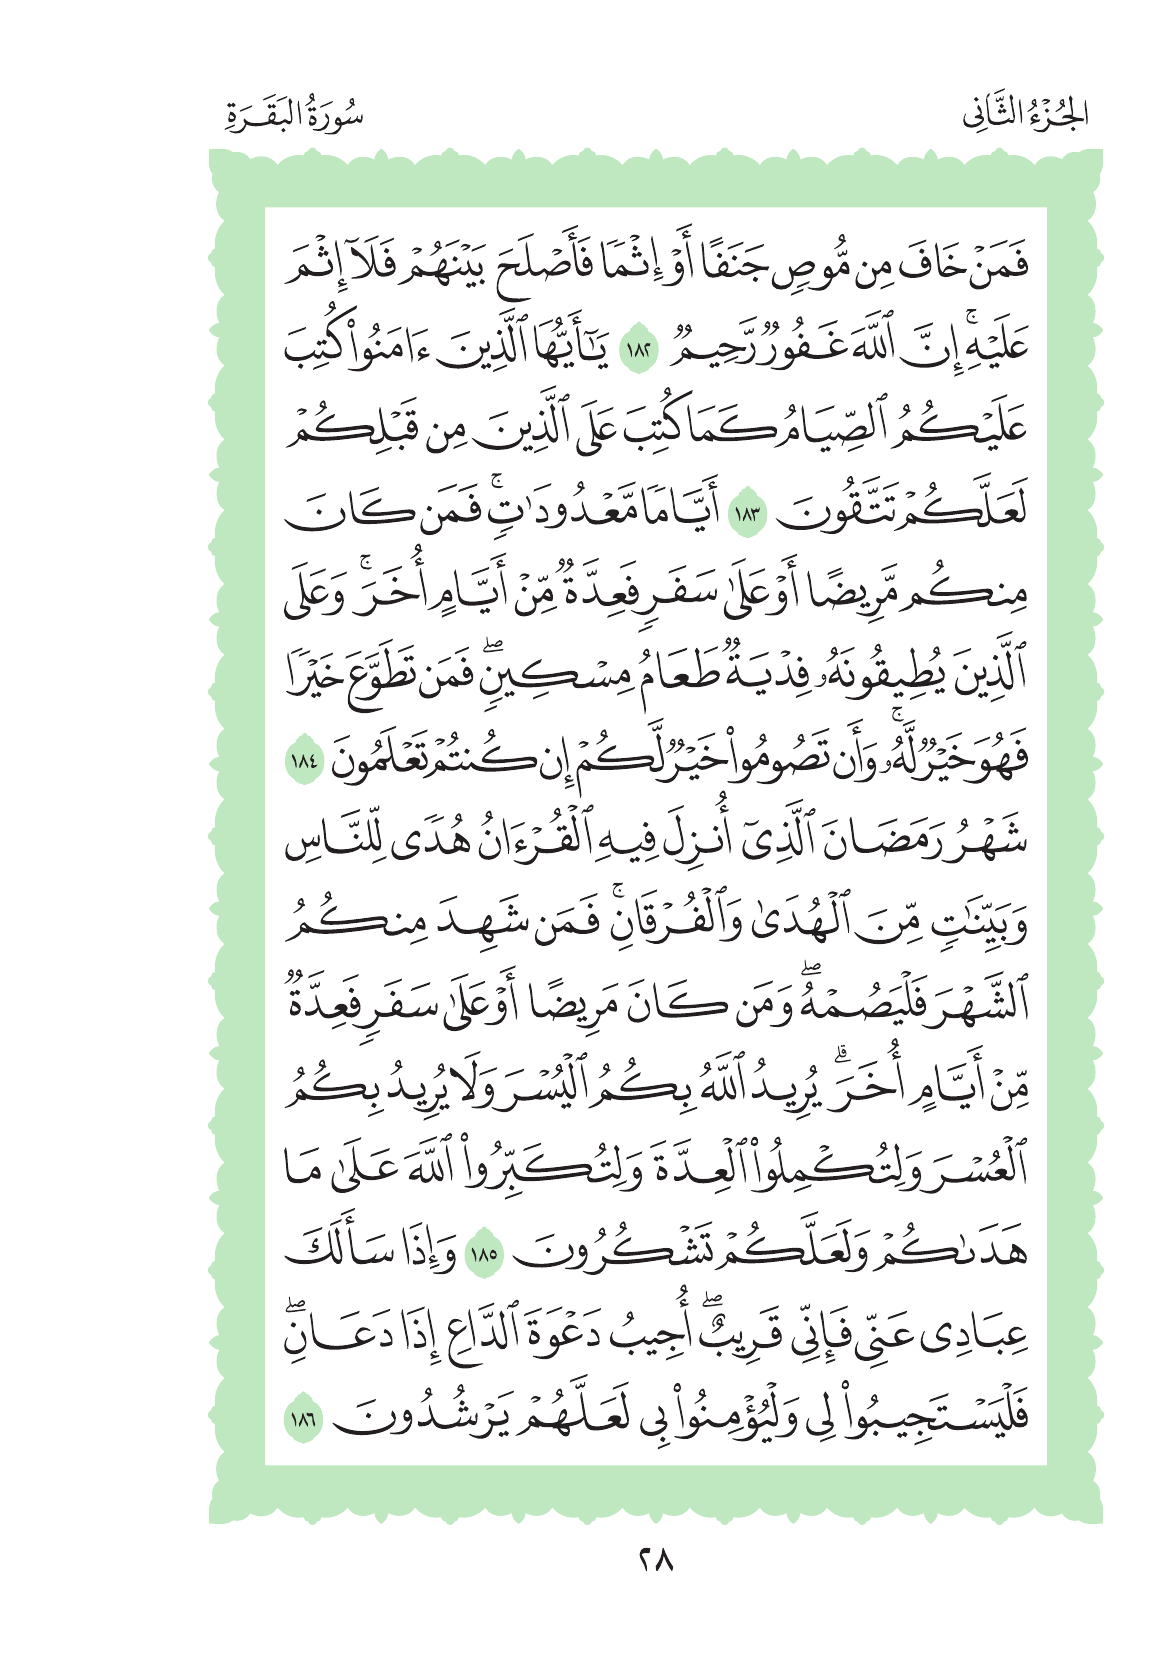 الجُزْءُ الثَّانِى
سُورَةُ البَقَرَةِ
فَمَنْ خَافَ مِن مُّوصٍ جَنَفًا أَوْ إِثْمًا فَأَصْلَحَ بَيْنَهُمْ فَلَآ إِثْمَ
عَلَيْهِ ۚ إِنَّ ٱللَّهَ غَفُورٌ رَّحِيمٌ ١٨٢ يَـٰٓأَيُّهَا ٱلَّذِينَ ءَامَنُوا۟ كُتِبَ
عَلَيْكُمُ ٱلصِّيَامُ كَمَا كُتِبَ عَلَى ٱلَّذِينَ مِن قَبْلِكُمْ
لَعَلَّكُمْ تَتَّقُونَ ١٨٣ أَيَّامًا مَّعْدُودَٰتٍ ۚ فَمَن كَانَ
مِنكُم مَّرِيضًا أَوْ عَلَىٰ سَفَرٍ فَعِدَّةٌ مِّنْ أَيَّامٍ أُخَرَ ۚ وَعَلَى
ٱلَّذِينَ يُطِيقُونَهُۥ فِدْيَةٌ طَعَامُ مِسْكِينٍ ۖ فَمَن تَطَوَّعَ خَيْرًا
فَهُوَ خَيْرٌ لَّهُۥ ۚ وَأَن تَصُومُوا۟ خَيْرٌ لَّكُمْ إِن كُنتُمْ تَعْلَمُونَ ١٨٤
شَهْرُ رَمَضَانَ ٱلَّذِىٓ أُنزِلَ فِيهِ ٱلْقُرْءَانُ هُدًى لِّلنَّاسِ
وَبَيِّنَـٰتٍ مِّنَ ٱلْهُدَىٰ وَٱلْفُرْقَانِ ۚ فَمَن شَهِدَ مِنكُمُ
ٱلشَّهْرَ فَلْيَصُمْهُ ۖ وَمَن كَانَ مَرِيضًا أَوْ عَلَىٰ سَفَرٍ فَعِدَّةٌ
مِّنْ أَيَّامٍ أُخَرَ ۗ يُرِيدُ ٱللَّهُ بِكُمُ ٱلْيُسْرَ وَلَا يُرِيدُ بِكُمُ
ٱلْعُسْرَ وَلِتُكْمِلُوا۟ ٱلْعِدَّةَ وَلِتُكَبِّرُوا۟ ٱللَّهَ عَلَىٰ مَا
هَدَىٰكُمْ وَلَعَلَّكُمْ تَشْكُرُونَ ١٨٥ وَإِذَا سَأَلَكَ
عِبَادِى عَنِّى فَإِنِّى قَرِيبٌ ۖ أُجِيبُ دَعْوَةَ ٱلدَّاعِ إِذَا دَعَانِ ۖ
فَلْيَسْتَجِيبُوا۟ لِى وَلْيُؤْمِنُوا۟ بِى لَعَلَّهُمْ يَرْشُدُونَ ١٨٦
٢٨